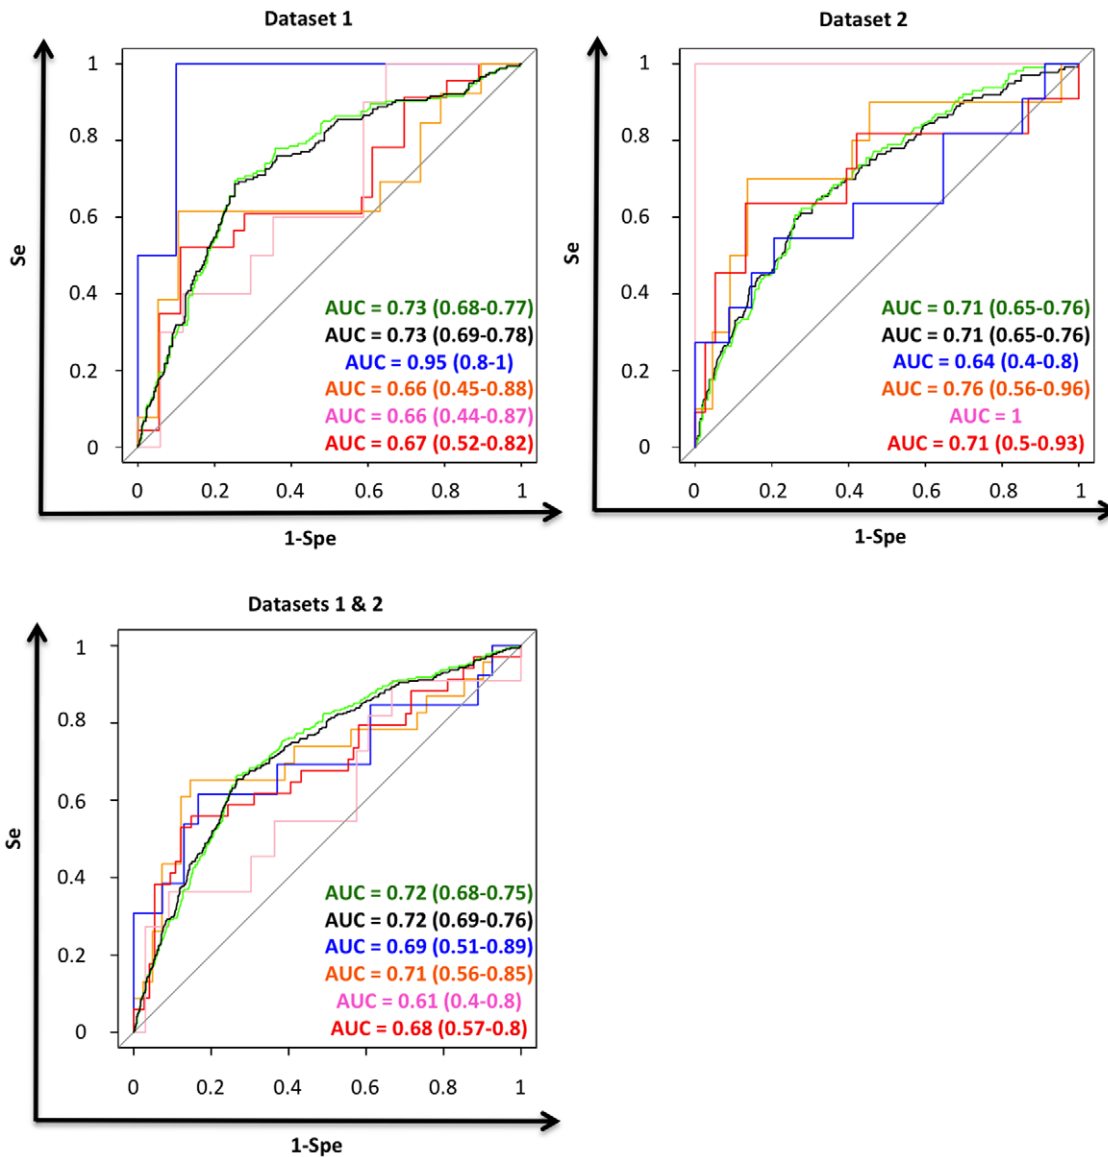 Dataset 1
Se
1
0.8
0.6
0.4
0.2
0
AUC = 0.73 (0.68-0.77)
AUC = 0.73 (0.69-0.78)
AUC = 0.95 (0.8-1)
AUC = 0.66 (0.45-0.88)
AUC = 0.66 (0.44-0.87)
AUC = 0.67 (0.52-0.82)
0 0.2 0.4 0.6 0.8 1
1-Spe
Dataset 2
Se
1
0.8
0.6
0.4
0.2
0
AUC = 0.71 (0.65-0.76)
AUC = 0.71 (0.65-0.76)
AUC = 0.64 (0.4-0.8)
AUC = 0.76 (0.56-0.96)
AUC = 1
AUC = 0.71 (0.5-0.93)
0 0.2 0.4 0.6 0.8 1
1-Spe
Datasets 1 & 2
Se
1
0.8
0.6
0.4
0.2
0
AUC = 0.72 (0.68-0.75)
AUC = 0.72 (0.69-0.76)
AUC = 0.69 (0.51-0.89)
AUC = 0.71 (0.56-0.85)
AUC = 0.61 (0.4-0.8)
AUC = 0.68 (0.57-0.8)
0 0.2 0.4 0.6 0.8 1
1-Spe